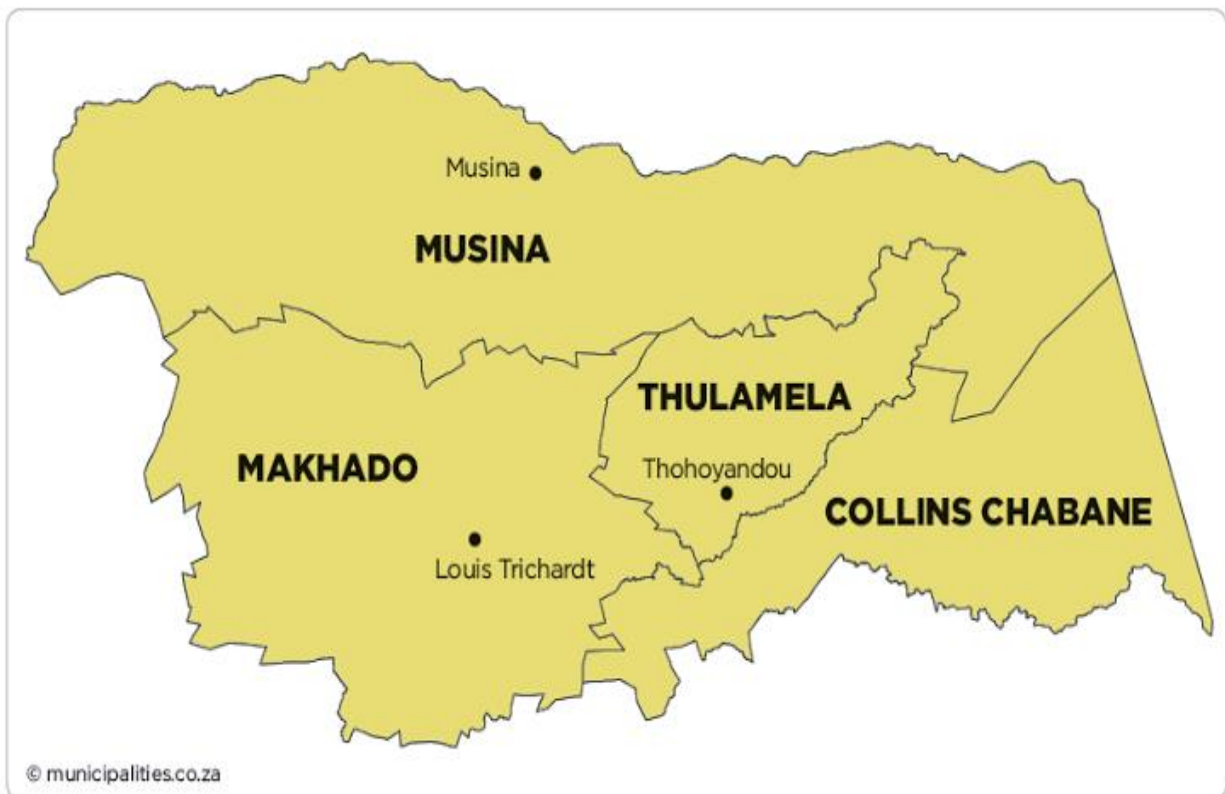 Musina
MUSINA
THULAMELA
MAKHADO
Thohoyandou
COLLINS CHABANE
Louis Trichardt
© municipalities.co.za